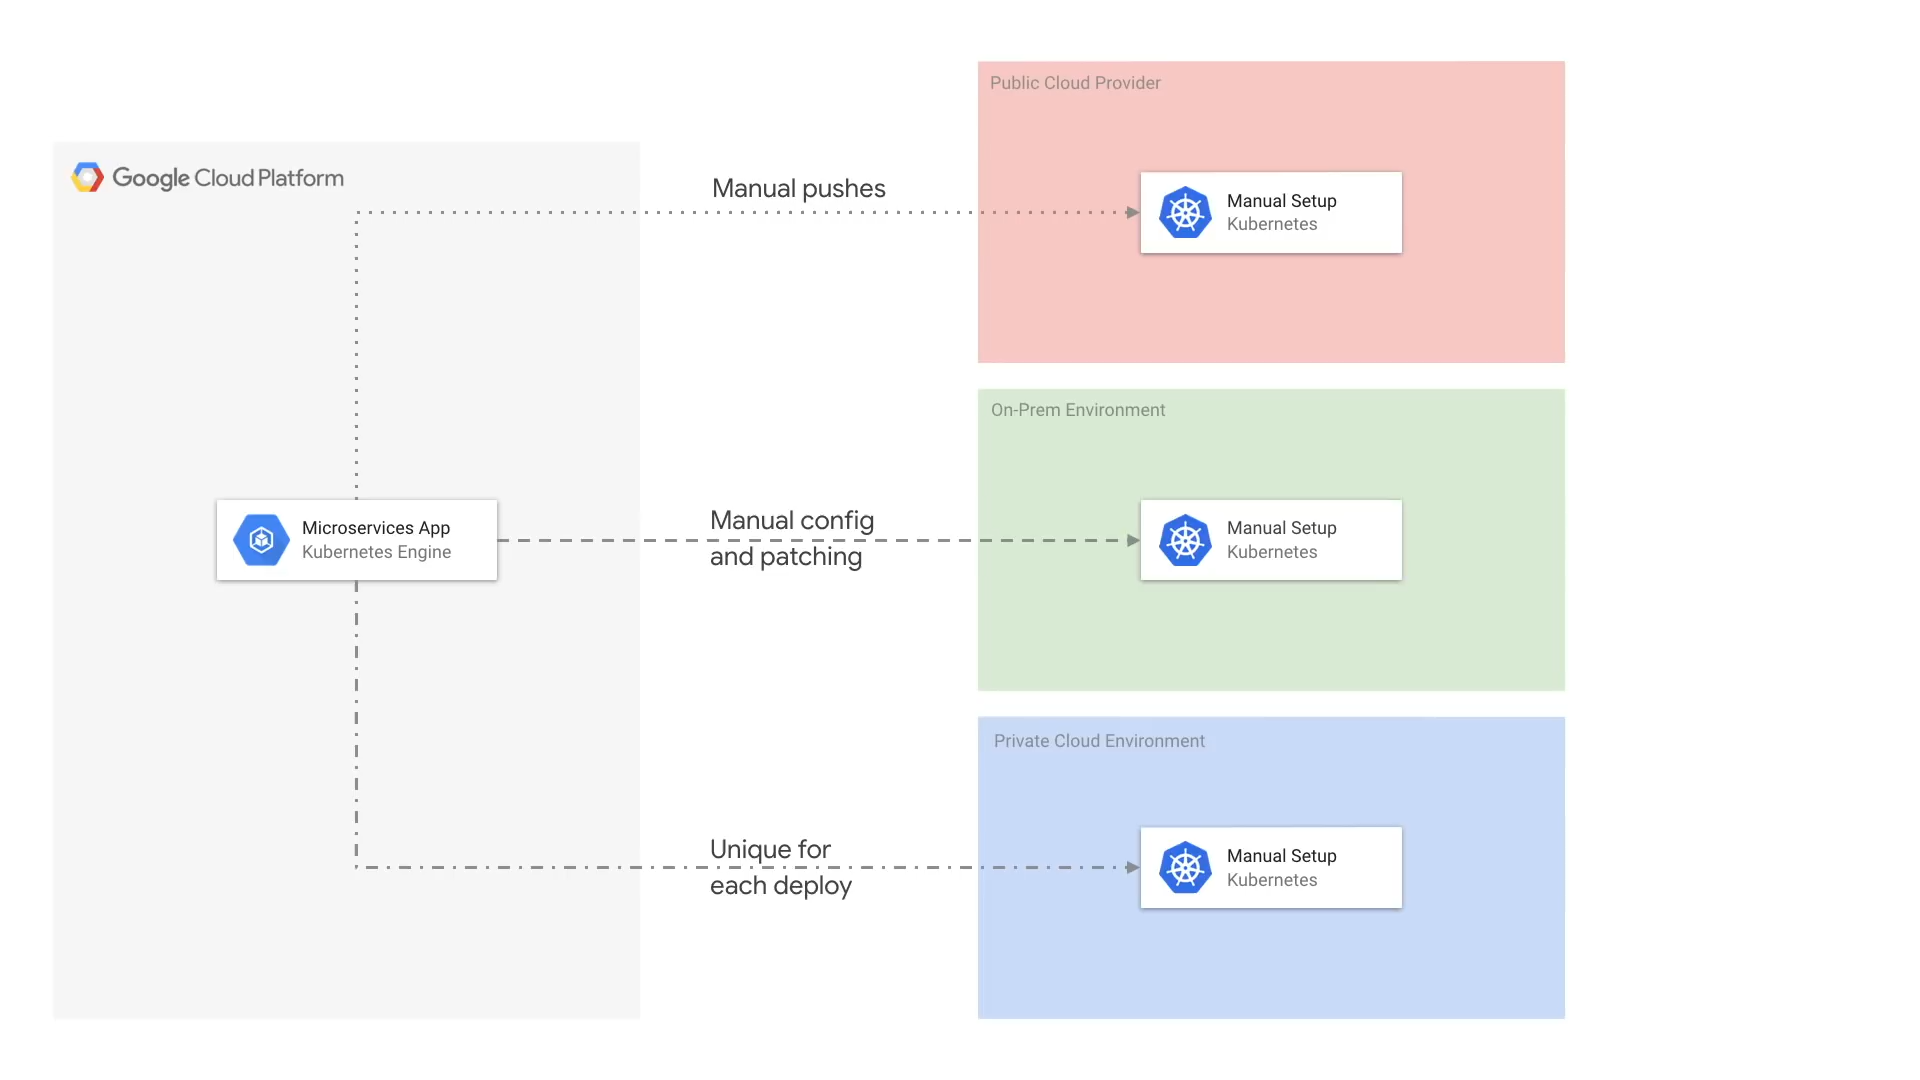 Public Cloud Provider
Google Cloud Platform
Manual pushes
Manual Setup
Kubernetes
On-Prem Environment
Microservices App
Kubernetes Engine
Manual config
and patching
Manual Setup
Kubernetes
Private Cloud Environment
Unique for
each deploy
Manual Setup
Kubernetes